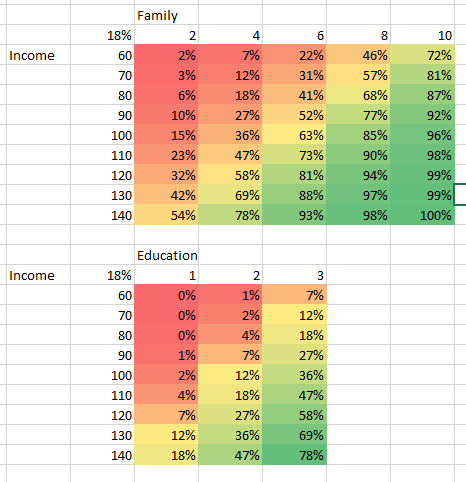 Family
18% 2 4 6 8 10
Income 60 2% 7% 22% 46% 72%
70 3% 12% 31% 57% 81%
80 6% 18% 41% 68% 87%
90 10% 27% 52% 77% 92%
100 15% 36% 63% 85% 96%
110 23% 47% 73% 90% 98%
120 32% 58% 81% 94% 99%
130 42% 69% 88% 97% 99%
140 54% 78% 93% 98% 100%
Education
Income 18% 1 2 3
60 0% 1% 7%
70 0% 2% 12%
80 0% 4% 18%
90 1% 7% 27%
100 2% 12% 36%
110 4% 18% 47%
120 7% 27% 58%
130 12% 36% 69%
140 18% 47% 78%